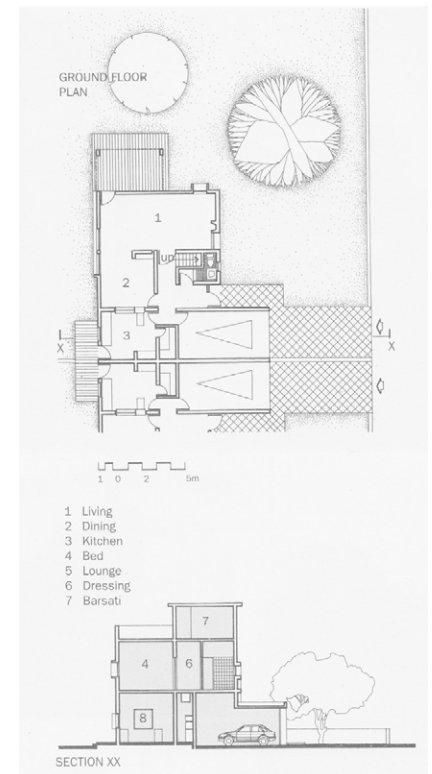 GROUND FLOOR
PLAN
1
up
2
3
X
X
1 0 2 5m
1 Living
2 Dining
3 Kitchen
4 Bed
5 Lounge
6 Dressing
7 Barsati
7
4
6
8
SECTION XX